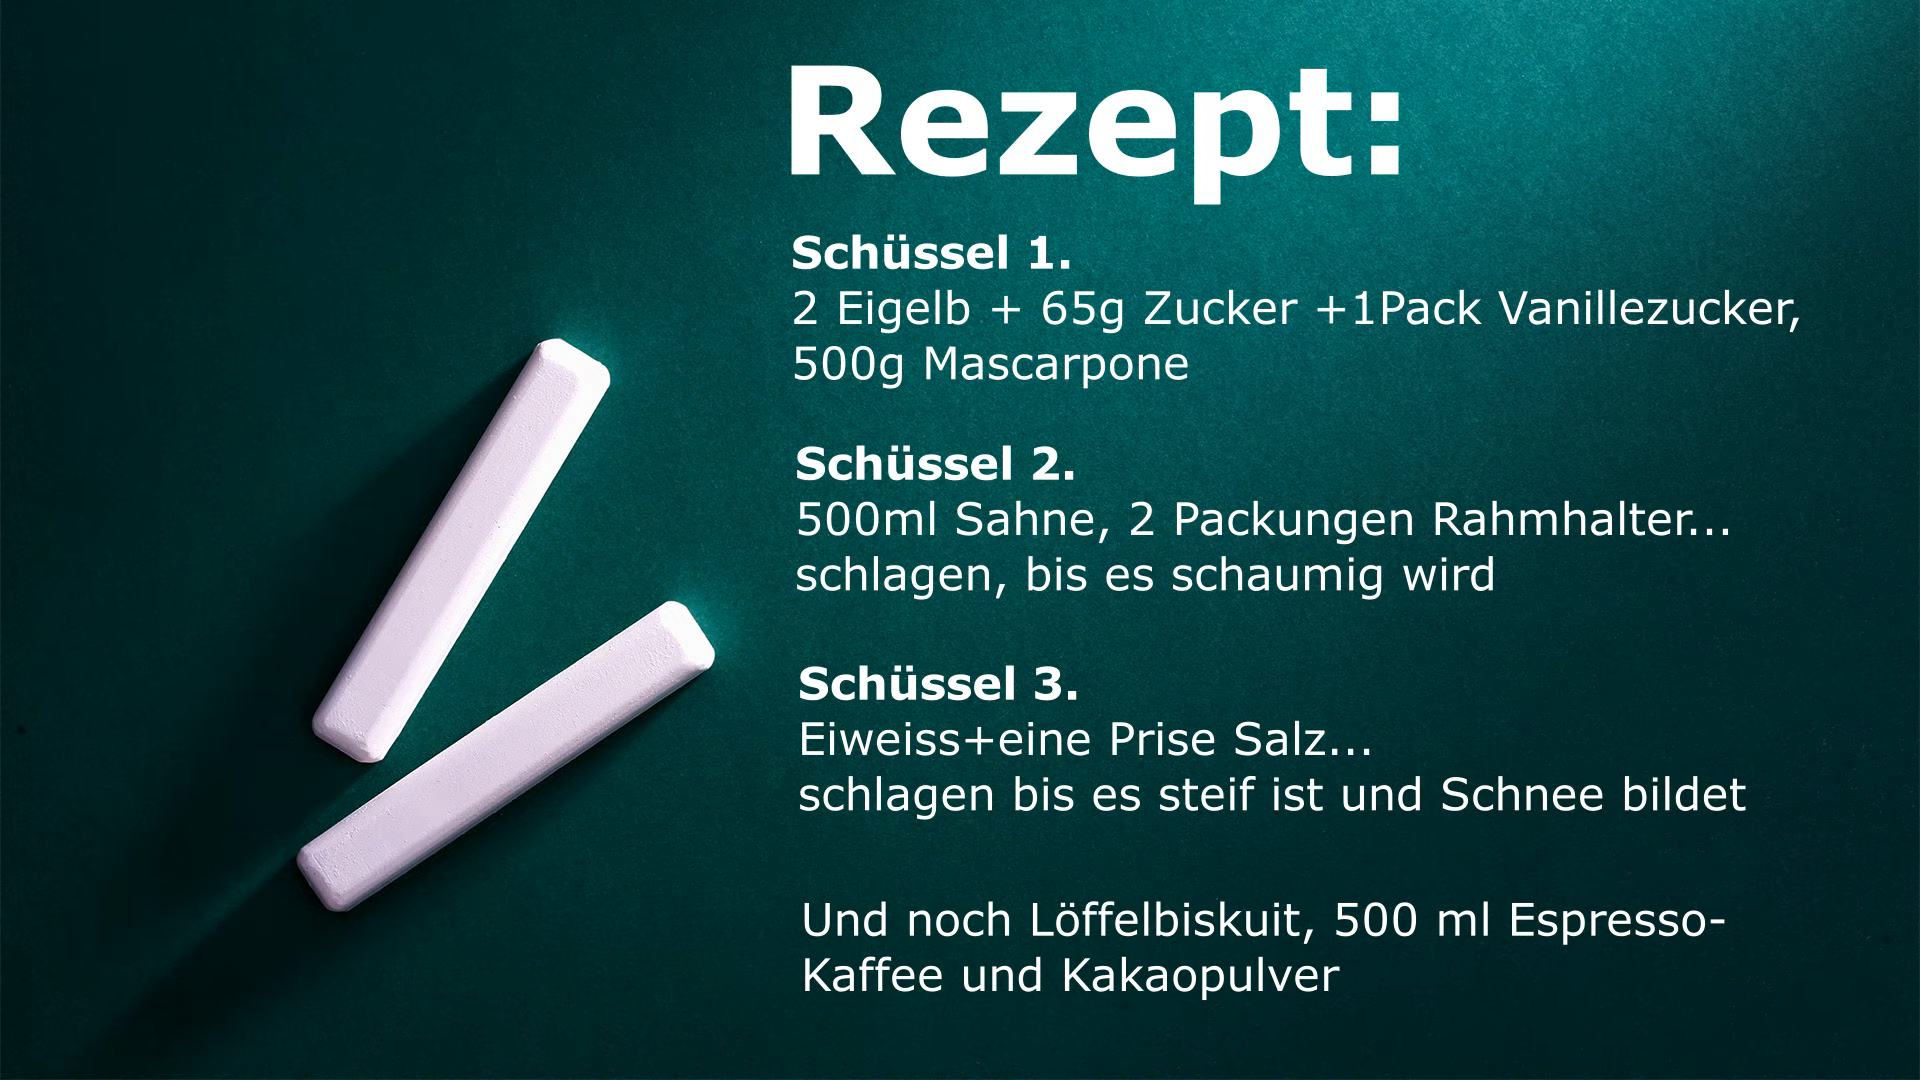 Rezept:
Schüssel 1.
2 Eigelb + 65g Zucker +1Pack Vanillezucker,
500g Mascarpone
Schüssel 2.
500ml Sahne, 2 Packungen Rahmhalter...
schlagen, bis es schaumig wird
Schüssel 3.
Eiweiss+eine Prise Salz...
schlagen bis es steif ist und Schnee bildet
Und noch Löffelbiskuit, 500 ml Espresso-
Kaffee und Kakaopulver